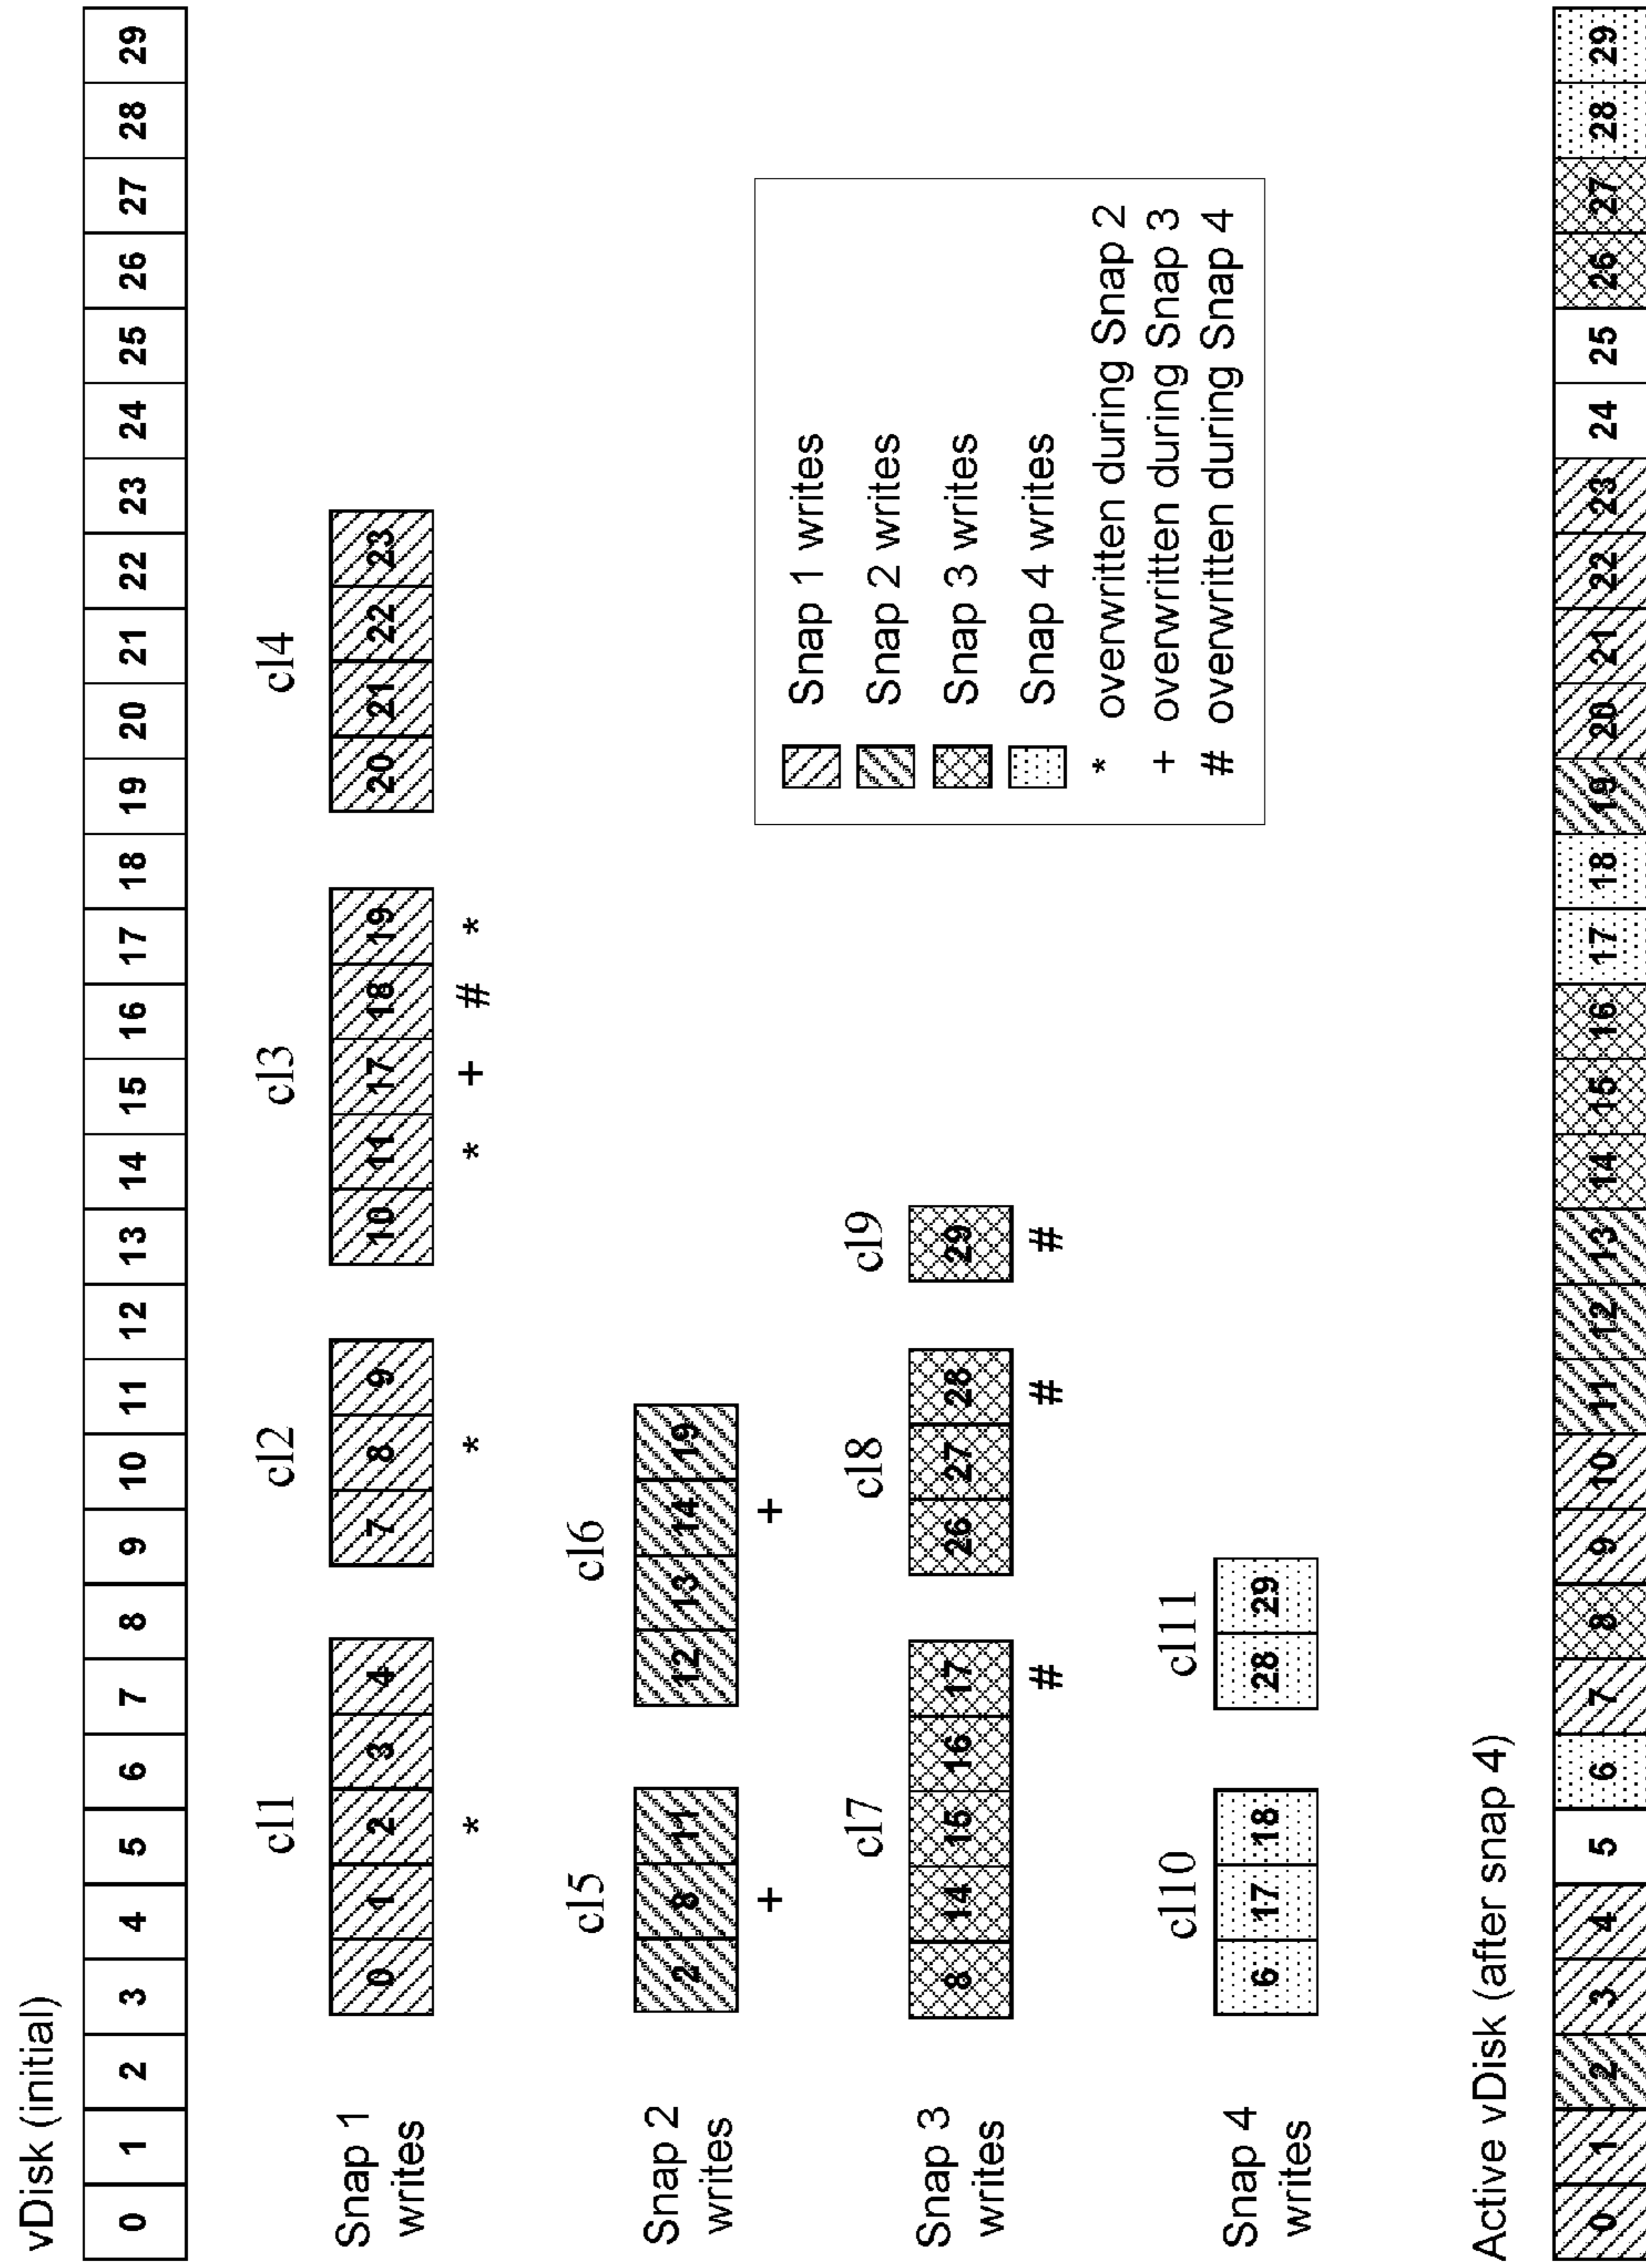 vDisk (initial)
0 1 2 3 4 5 6 7 8 9 10 11 12 13 14 15 16 17 18 19 20 21 22 23 24 25 26 27 28 29
cl1 cl2 cl3 cl4
Snap 1 writes
0 1 2 3 4 7 8 9 10 11 17 18 19 20 21 22 23
* * * + # *
cl5 cl6
Snap 2 writes
2 8 11 12 13 14 19
+ +
cl7 cl8 cl9
Snap 3 writes
8 14 15 16 17 26 27 28 29
# # #
cl10 cl11
Snap 4 writes
6 17 18 28 29
Snap 1 writes
Snap 2 writes
Snap 3 writes
Snap 4 writes
* overwritten during Snap 2
+ overwritten during Snap 3
# overwritten during Snap 4
Active vDisk (after snap 4)
0 1 2 3 4 5 6 7 8 9 10 11 12 13 14 15 16 17 18 19 20 21 22 23 24 25 26 27 28 29